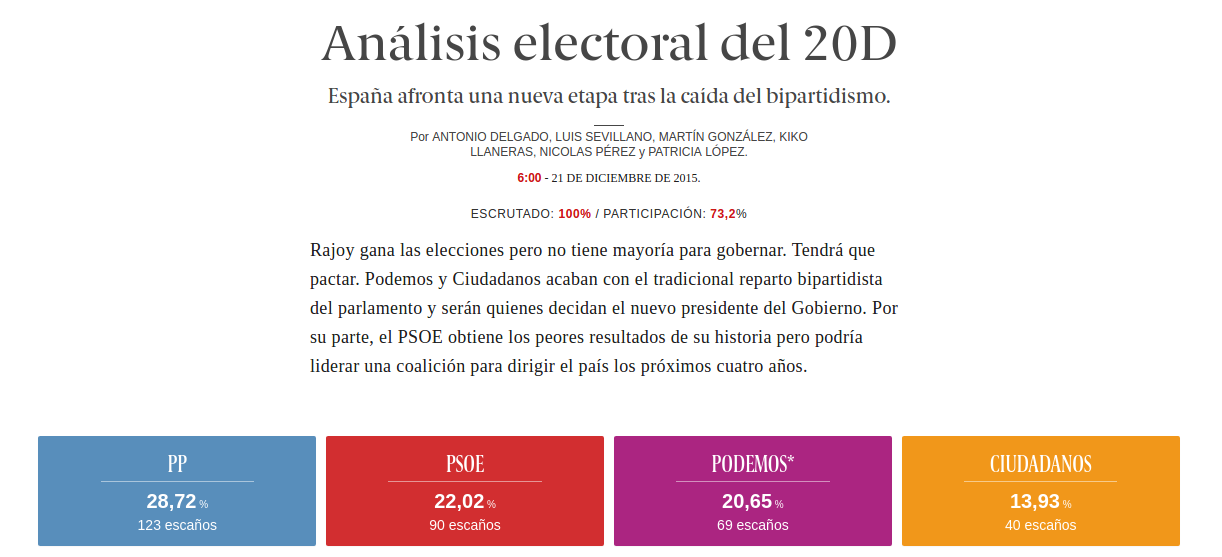 Análisis electoral del 20D
España afronta una nueva etapa tras la caída del bipartidismo.
Por ANTONIO DELGADO, LUIS SEVILLANO, MARTÍN GONZÁLEZ, KIKO
LLANERAS, NICOLAS PÉREZ y PATRICIA LÓPEZ.
6:00 - 21 DE DICIEMBRE DE 2015.
ESCRUTADO: 100% / PARTICIPACIÓN: 73,2%
Rajoy gana las elecciones pero no tiene mayoría para gobernar. Tendrá que
pactar. Podemos y Ciudadanos acaban con el tradicional reparto bipartidista
del parlamento y serán quienes decidan el nuevo presidente del Gobierno. Por
su parte, el PSOE obtiene los peores resultados de su historia pero podría
liderar una coalición para dirigir el país los próximos cuatro años.
PP
28,72 %
123 escaños
PSOE
22,02 %
90 escaños
PODEMOS*
20,65 %
69 escaños
CIUDADANOS
13,93 %
40 escaños